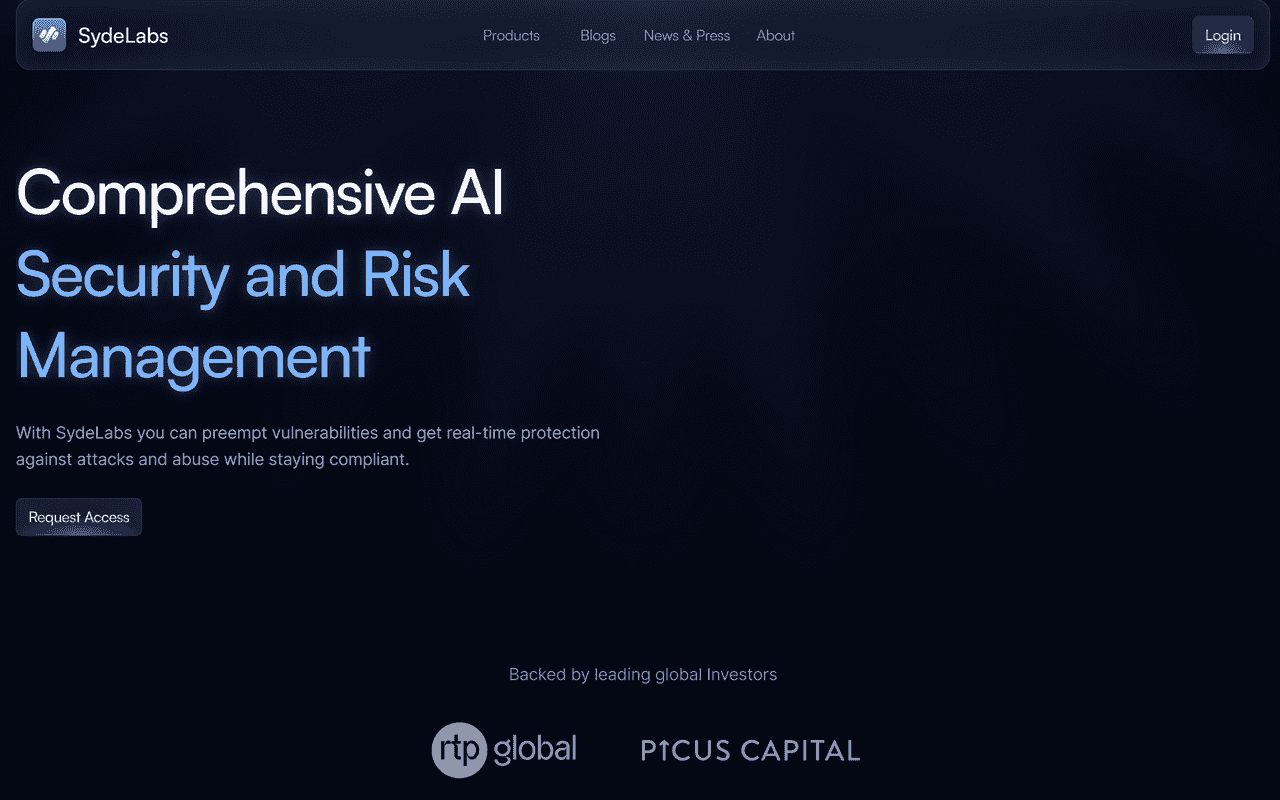 SydeLabs
Products
Blogs
News & Press
About
Login
Comprehensive AI
Security and Risk
Management
With SydeLabs you can preempt vulnerabilities and get real-time protection
against attacks and abuse while staying compliant.
Request Access
Backed by leading global Investors
rtp global
PICUS CAPITAL